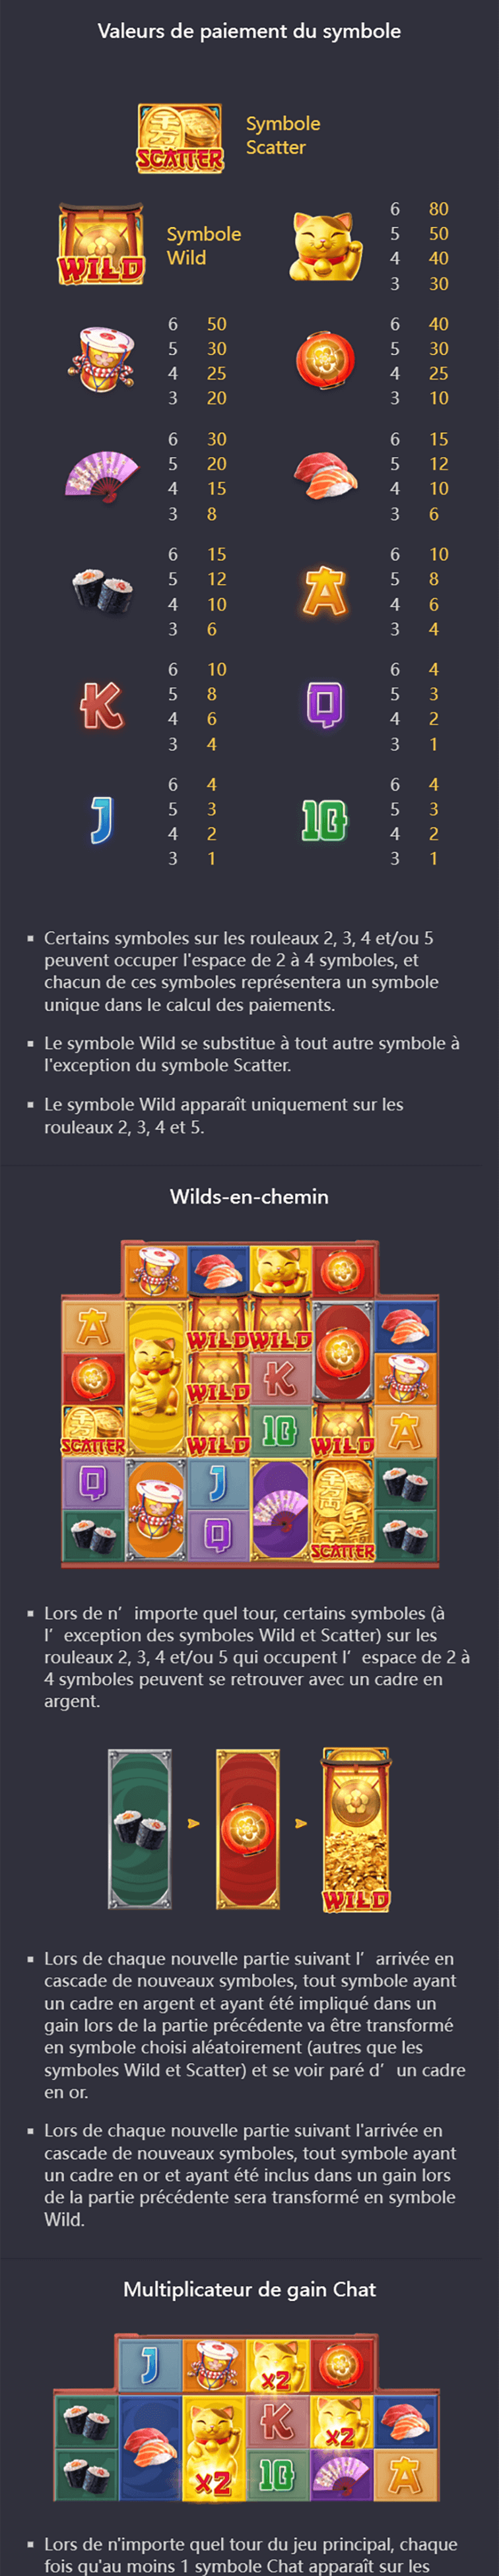 Valeurs de paiement du symbole
SCATTER
Symbole
Scatter
WILD
Symbole
Wild
6 80
5 50
4 40
3 30
6 50
5 30
4 25
3 20
6 40
5 30
4 25
3 10
6 30
5 20
4 15
3 8
6 15
5 12
4 10
3 6
6 15
5 12
4 10
3 6
A
6 10
5 8
4 6
3 4
K
6 10
5 8
4 6
3 4
Q
6 4
5 3
4 2
3 1
J
6 4
5 3
4 2
3 1
10
6 4
5 3
4 2
3 1
▪ Certains symboles sur les rouleaux 2, 3, 4 et/ou 5
peuvent occuper l'espace de 2 à 4 symboles, et
chacun de ces symboles représentera un symbole
unique dans le calcul des paiements.
▪ Le symbole Wild se substitue à tout autre symbole à
l'exception du symbole Scatter.
▪ Le symbole Wild apparaît uniquement sur les
rouleaux 2, 3, 4 et 5.
Wilds-en-chemin
A WILD WILD
WILD K
SCATTER WILD 10 WILD A
Q J
Q SCATTER
▪ Lors de n’importe quel tour, certains symboles (à
l’exception des symboles Wild et Scatter) sur les
rouleaux 2, 3, 4 et/ou 5 qui occupent l’espace de 2 à
4 symboles peuvent se retrouver avec un cadre en
argent.
WILD
▪ Lors de chaque nouvelle partie suivant l’arrivée en
cascade de nouveaux symboles, tout symbole ayant
un cadre en argent et ayant été impliqué dans un
gain lors de la partie précédente va être transformé
en symbole choisi aléatoirement (autres que les
symboles Wild et Scatter) et se voir paré d’un cadre
en or.
▪ Lors de chaque nouvelle partie suivant l'arrivée en
cascade de nouveaux symboles, tout symbole ayant
un cadre en or et ayant été inclus dans un gain lors
de la partie précédente sera transformé en symbole
Wild.
Multiplicateur de gain Chat
J x2
K x2
x2 10 A
▪ Lors de n'importe quel tour du jeu principal, chaque
fois qu'au moins 1 symbole Chat apparaît sur les